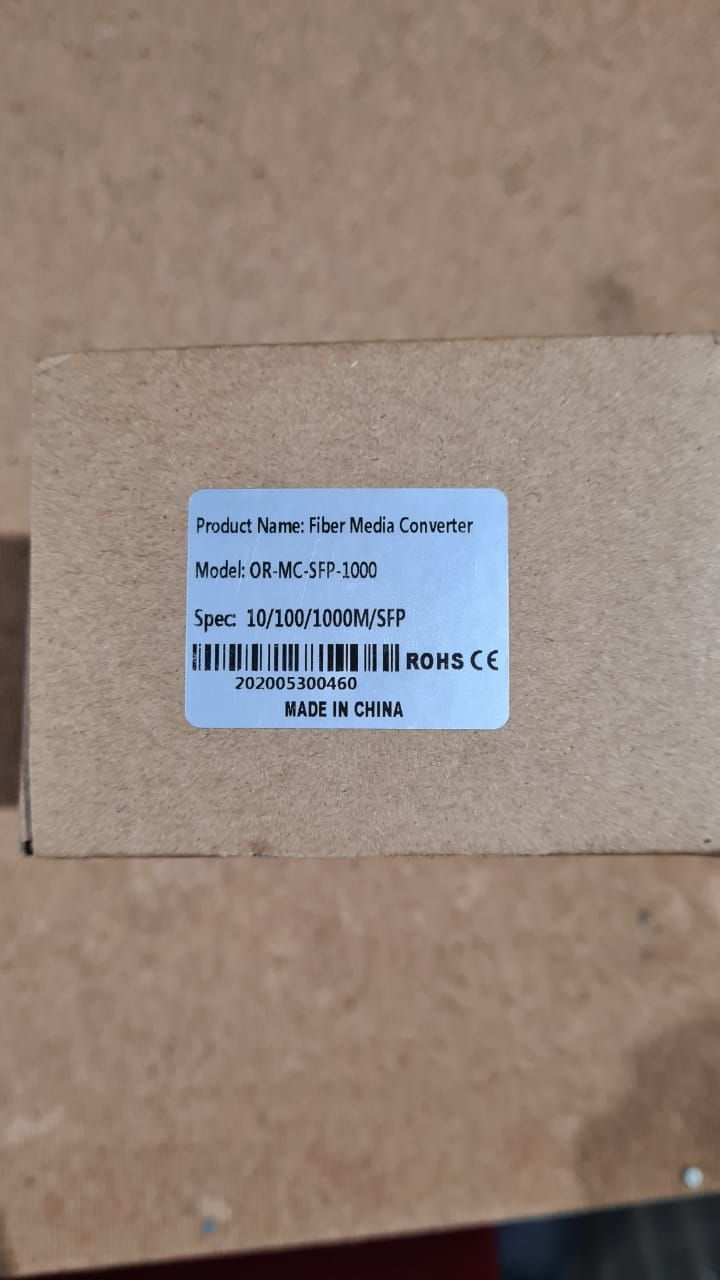 Product Name: Fiber Media Converter
Model: OR-MC-SFP-1000
Spec: 10/100/1000M/SFP
ROHS CE
202005300460
MADE IN CHINA